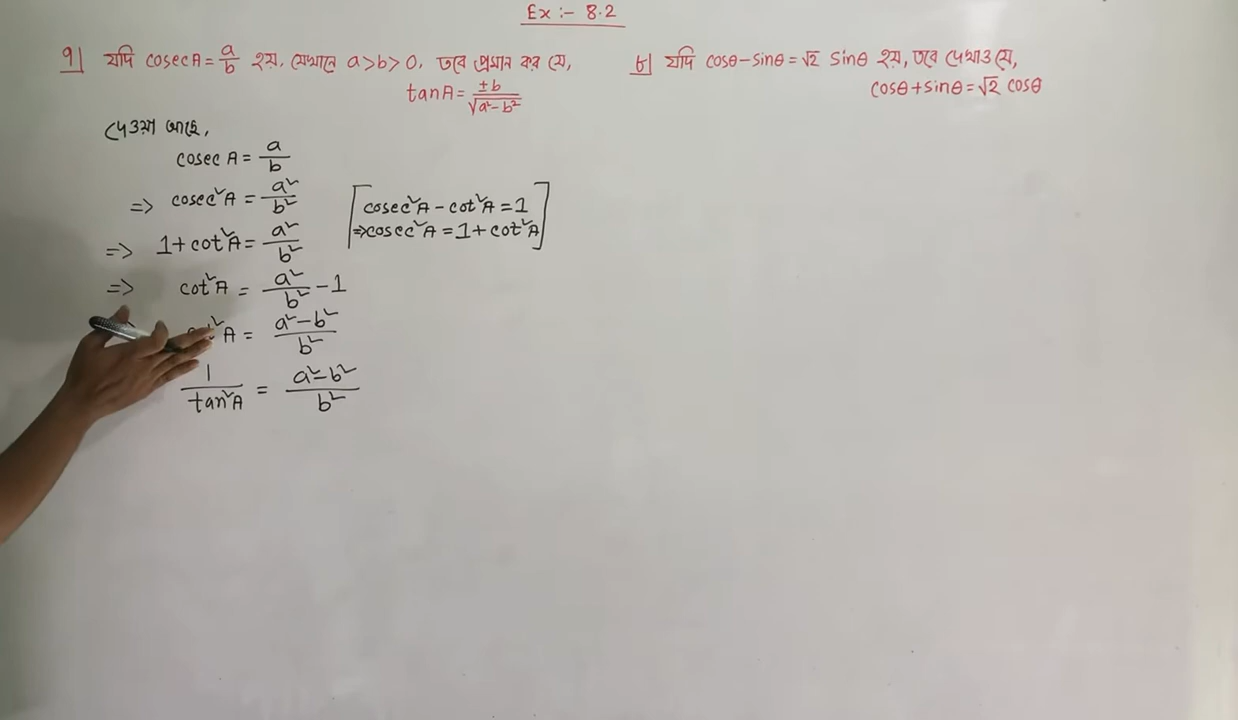 Ex :- 8.2
৭| যদি cosecA = a/b হয়, যেখানে a > b > 0, তবে প্রমান কর যে,
tanA = ±b/√a²-b²
৮| যদি cosθ - sinθ = √2 sinθ হয়, তবে দেখাও যে,
cosθ + sinθ = √2 cosθ
দেওয়া আছে,
cosec A = a/b
=> cosec²A = a²/b²
=> 1 + cot²A = a²/b²
[cosec²A - cot²A = 1
=> cosec²A = 1 + cot²A]
=> cot²A = a²/b² - 1
²A = a²-b²/b²
1/tan²A = a²-b²/b²